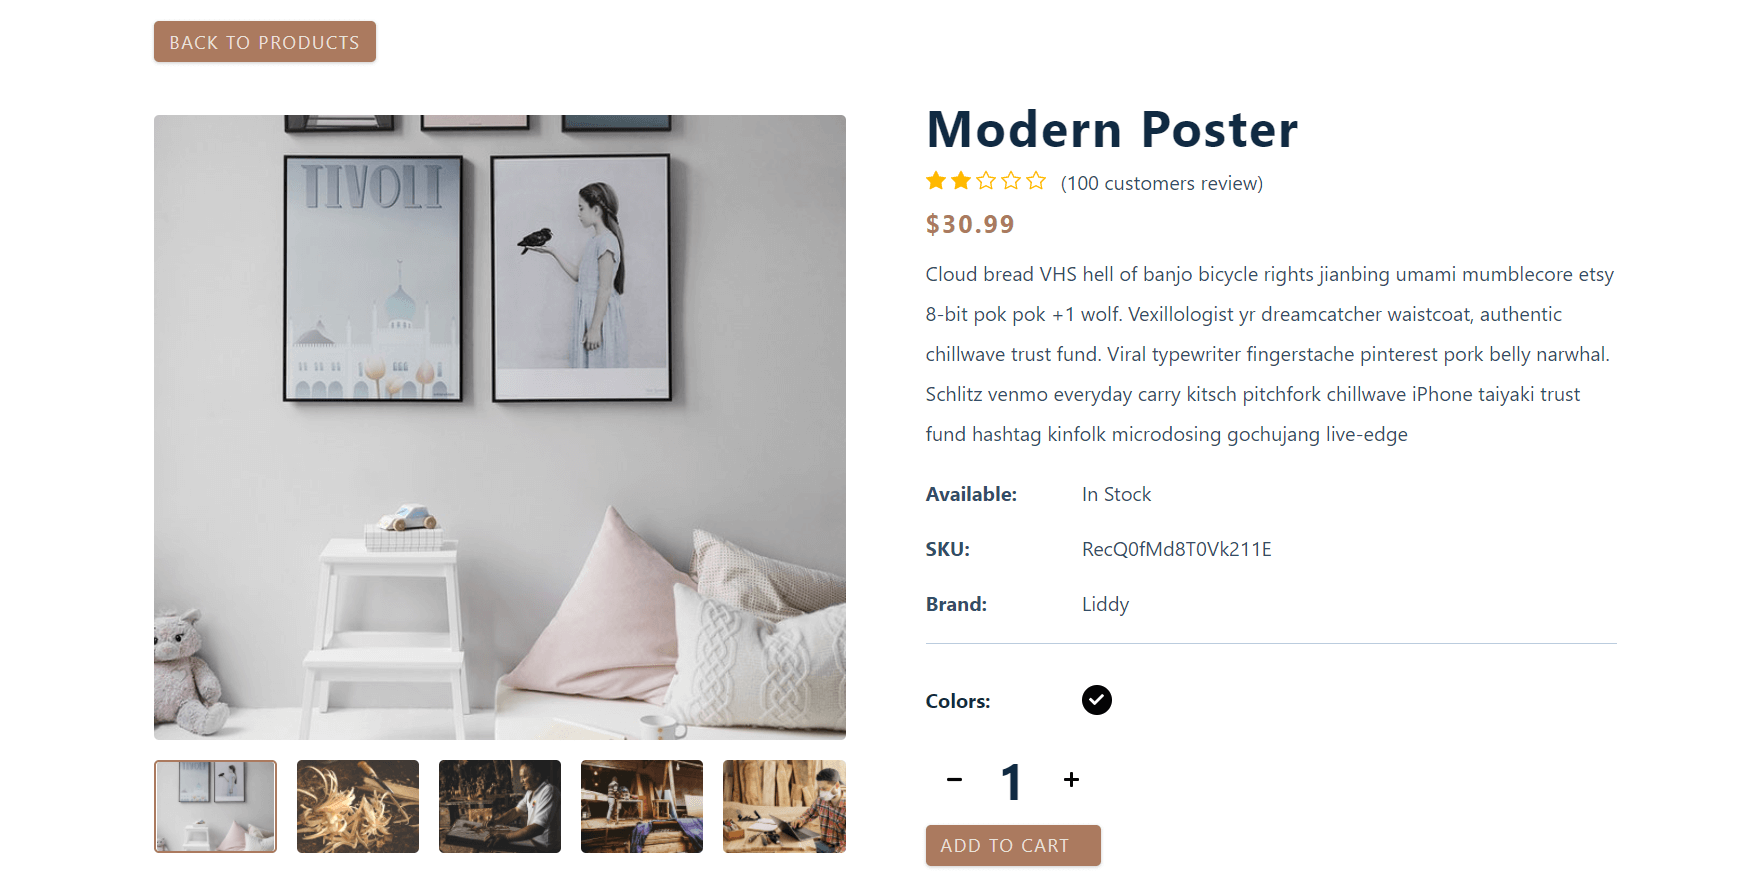 BACK TO PRODUCTS
TIVOLI
Modern Poster
(100 customers review)
$30.99
Cloud bread VHS hell of banjo bicycle rights jianbing umami mumblecore etsy
8-bit pok pok +1 wolf. Vexillologist yr dreamcatcher waistcoat, authentic
chillwave trust fund. Viral typewriter fingerstache pinterest pork belly narwhal.
Schlitz venmo everyday carry kitsch pitchfork chillwave iPhone taiyaki trust
fund hashtag kinfolk microdosing gochujang live-edge
Available: In Stock
SKU: RecQ0fMd8T0Vk211E
Brand: Liddy
Colors:
− 1 +
ADD TO CART